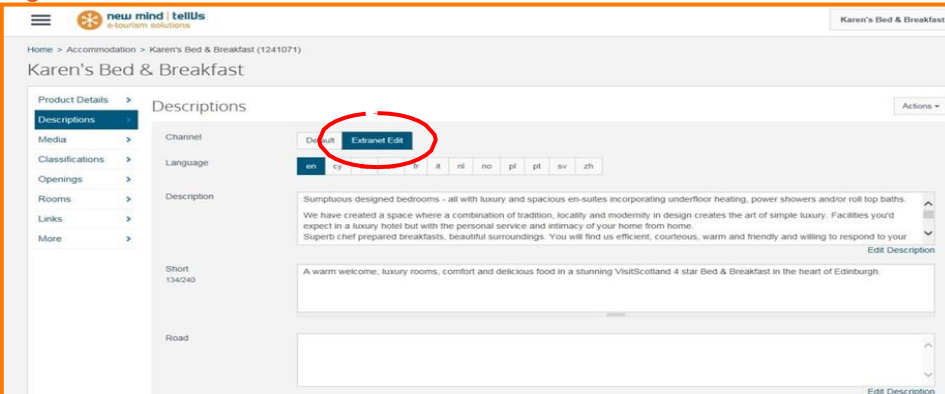 new mind | tellUs
e-tourism solutions
Karen's Bed & Breakfast
Home > Accommodation > Karen's Bed & Breakfast (1241071)
Karen's Bed & Breakfast
Product Details >
Descriptions >
Media >
Classifications >
Openings >
Rooms >
Links >
More >
Descriptions
Actions
Channel
Extranet Edit
Language
en cy fr it nl no pl pt sv zh
Description
Sumptuous designed bedrooms - all with luxury and spacious en-suites incorporating underfloor heating, power showers and/or roll top baths.
We have created a space where a combination of tradition, locality and modernity in design creates the art of simple luxury. Facilities you'd
expect in a luxury hotel but with the personal service and intimacy of your home from home.
Superb chef prepared breakfasts, beautiful surroundings. You will find us efficient, courteous, warm and friendly and willing to respond to your
Edit Description
Short
134/240
A warm welcome, luxury rooms, comfort and delicious food in a stunning VisitScotland 4 star Bed & Breakfast in the heart of Edinburgh.
Road
Edit Description